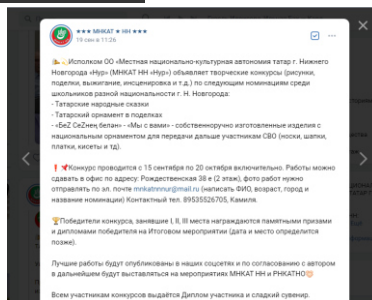 ★★★ МНКАТ ★ НН ★★★
19 сен в 11:26
Исполком ОО «Местная национально-культурная автономия татар г. Нижнего
Новгорода «Нур» (МНКАТ НН «Нур») объявляет творческие конкурсы (рисунки,
поделки, выжигание, инсценировка и т.д.) по следующим номинациям среди
школьников разной национальности г. Н. Новгорода:
- Татарские народные сказки
- Татарский орнамент в поделках
- «БеZ СеZнең белән» - «Мы с вами» - собственноручно изготовленные изделия с
национальным орнаментом для передачи дальше участникам СВО (носки, шапки,
платки, кисеты и тд).
❗📌Конкурс проводится с 15 сентября по 20 октября включительно. Работы можно
сдавать в офис по адресу: Рождественская 38 е (2 этаж), фото работ нужно
отправлять по эл. почте mnkatnnnur@mail.ru (написать ФИО, возраст, город и
название номинации) Контактный тел. 89535526705, Камиля.
🏆Победители конкурса, занявшие I, II, III места награждаются памятными призами
и дипломами победителя на Итоговом мероприятии (дата и место определится
позже).
Лучшие работы будут опубликованы в наших соцсетях и по согласованию с автором
в дальнейшем будут выставляться на мероприятиях МНКАТ НН и РНКАТНО
Всем участникам конкурсов выдаётся Диплом участника и сладкий сувенир.